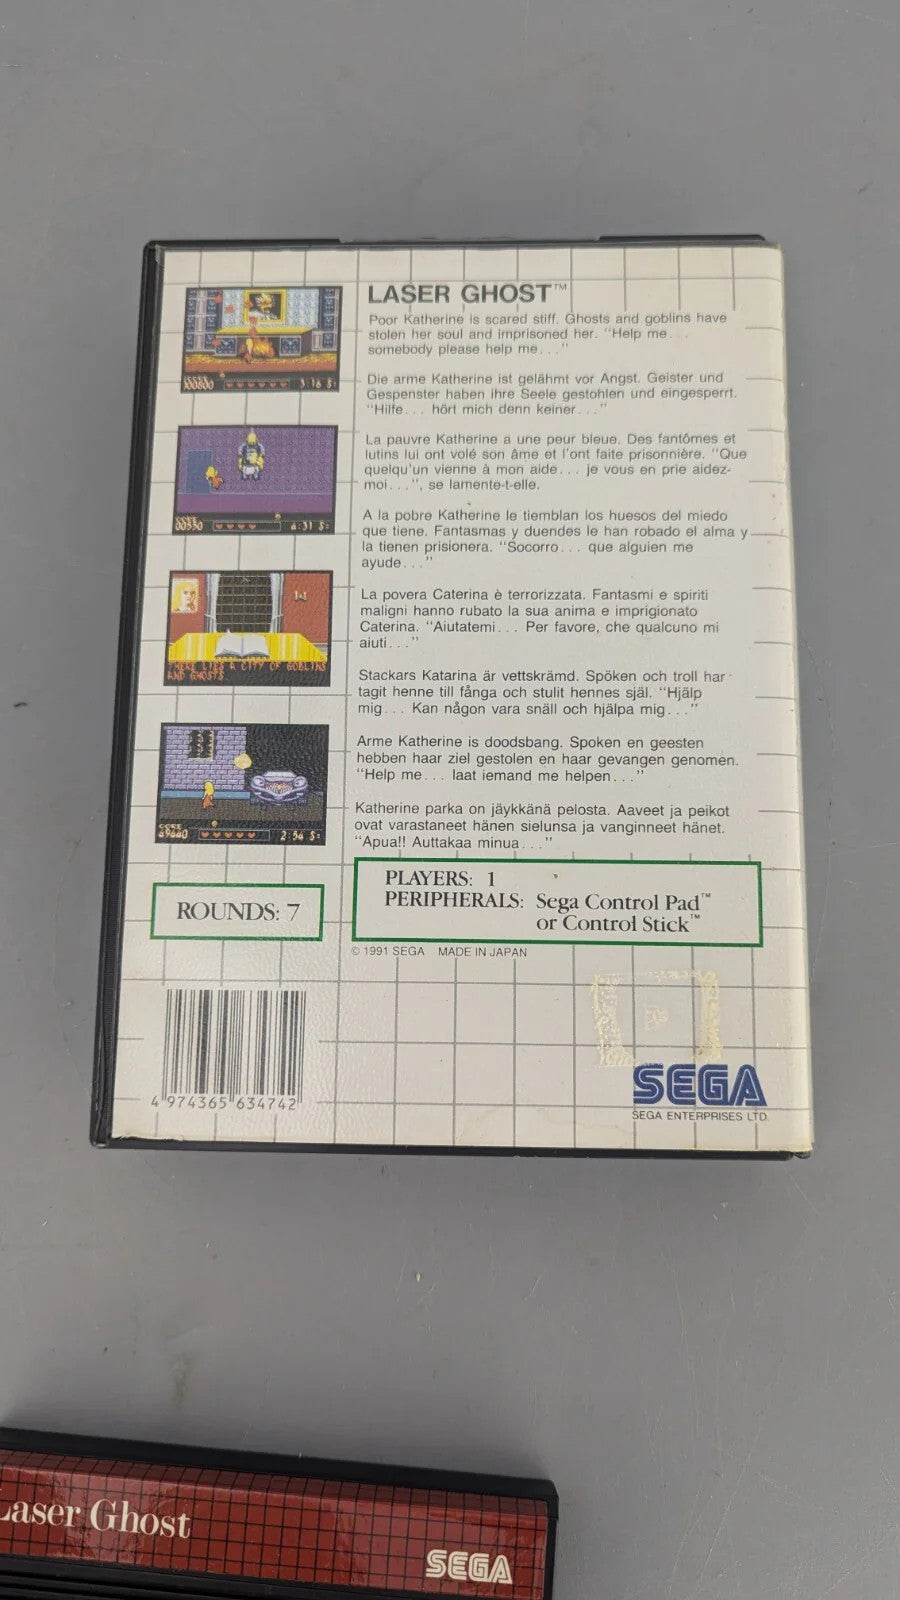 LASER GHOST™
Poor Katherine is scared stiff. Ghosts and goblins have
stolen her soul and imprisoned her. "Help me...
somebody please help me..."
Die arme Katherine ist gelähmt vor Angst. Geister und
Gespenster haben ihre Seele gestohlen und eingesperrt.
"Hilfe... hört mich denn keiner..."
La pauvre Katherine a une peur bleue. Des fantômes et
lutins lui ont volé son âme et l'ont faite prisonnière. "Que
quelqu'un vienne à mon aide... je vous en prie aidez-
moi...", se lamente-t-elle.
A la pobre Katherine le tiemblan los huesos del miedo
que tiene. Fantasmas y duendes le han robado el alma y
la tienen prisionera. "Socorro... que alguien me
ayude..."
La povera Caterina è terrorizzata. Fantasmi e spiriti
maligni hanno rubato la sua anima e imprigionato
Caterina. "Aiutatemi... Per favore, che qualcuno mi
aiuti..."
Stackars Katarina är vettskrämd. Spöken och troll har
tagit henne till fånga och stulit hennes själ. "Hjälp
mig... Kan någon vara snäll och hjälpa mig..."
Arme Katherine is doodsbang. Spoken en geesten
hebben haar ziel gestolen en haar gevangen genomen.
"Help me... laat iemand me helpen..."
Katherine parka on jäykkänä pelosta. Aaveet ja peikot
ovat varastaneet hänen sielunsa ja vanginneet hänet.
"Apua!! Auttakaa minua..."
3:16
THERE LIES A CITY OF GOBLINS
AND GHOSTS
2:54
ROUNDS: 7
PLAYERS: 1
PERIPHERALS: Sega Control Pad™
or Control Stick™
© 1991 SEGA MADE IN JAPAN
4 974365 634742
SEGA
SEGA ENTERPRISES LTD.
Laser Ghost
SEGA